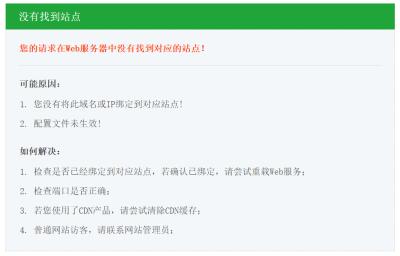 没有找到站点
您的请求在Web服务器中没有找到对应的站点！
可能原因：
1. 您没有将此域名或IP绑定到对应站点!
2. 配置文件未生效!
如何解决：
1. 检查是否已经绑定到对应站点，若确认已绑定，请尝试重载Web服务；
2. 检查端口是否正确；
3. 若您使用了CDN产品，请尝试清除CDN缓存；
4. 普通网站访客，请联系网站管理员；